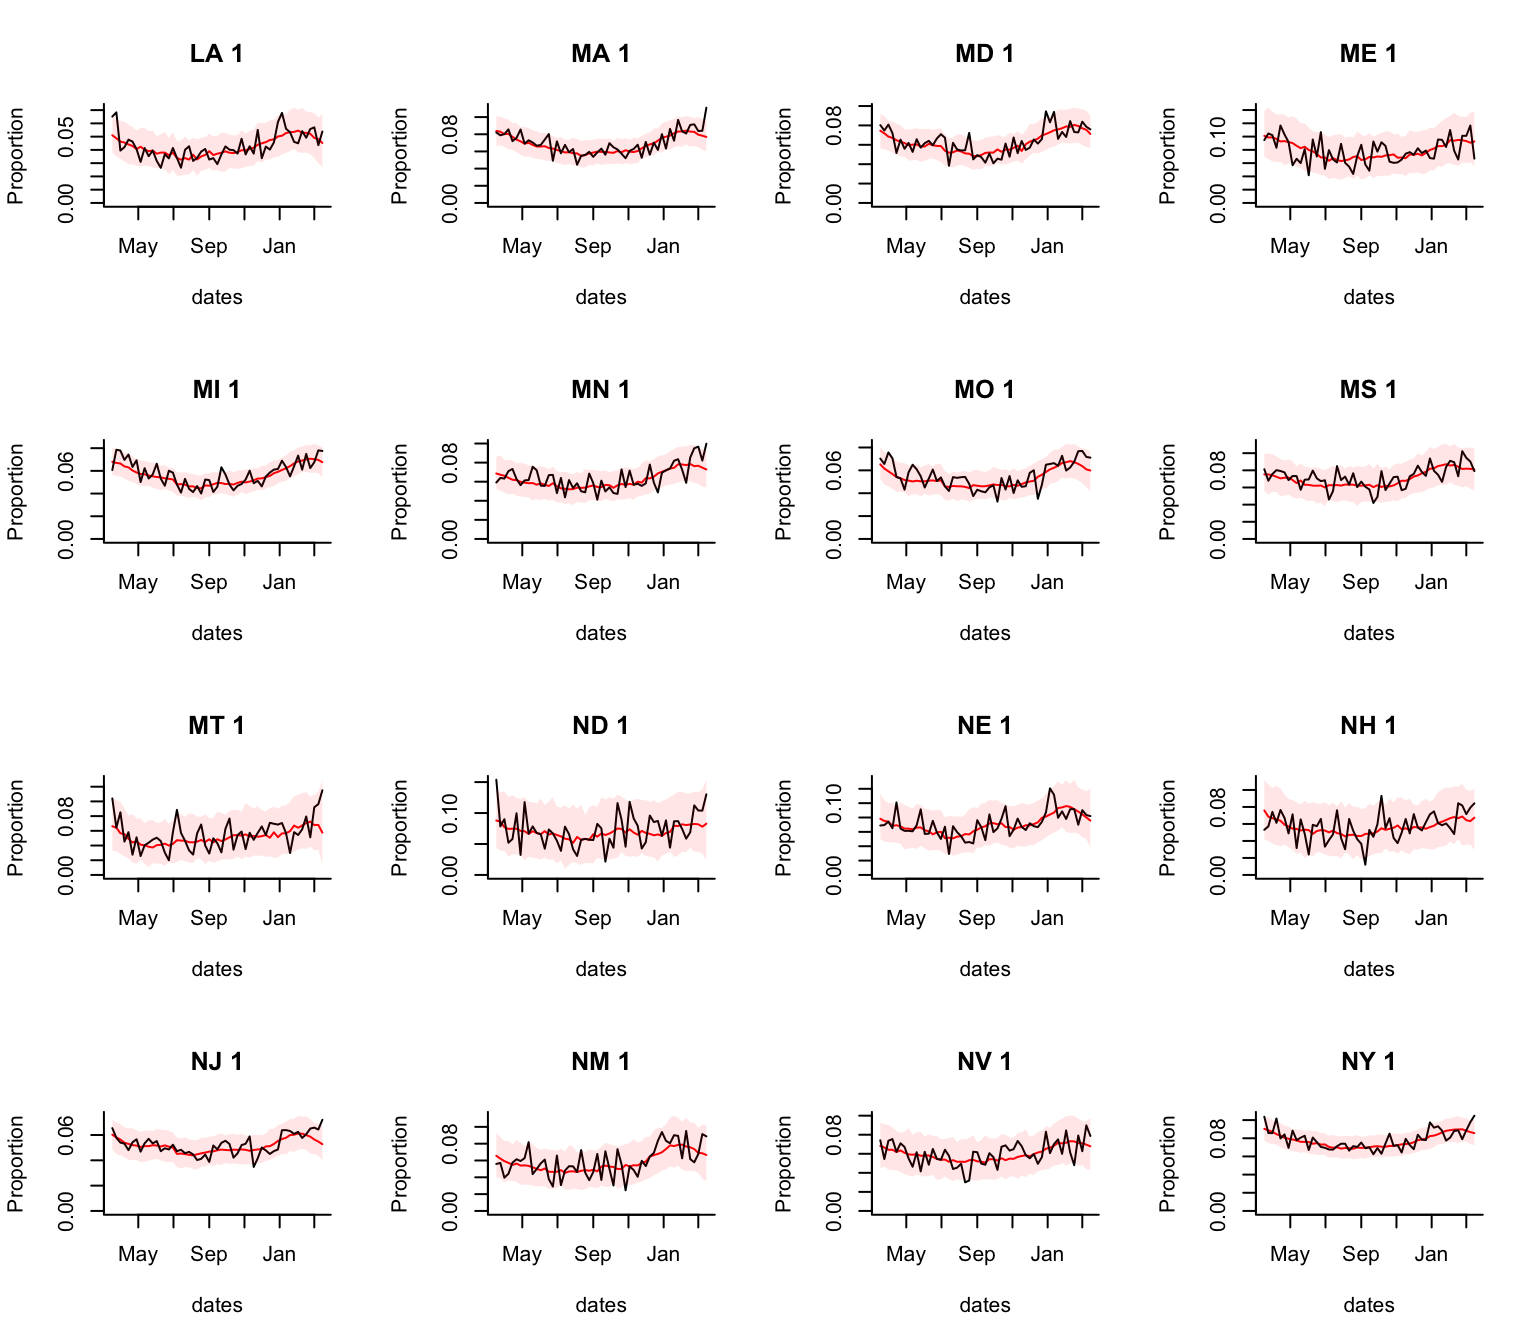 LA 1 MA 1 MD 1 ME 1
Proportion 0.00 0.05 Proportion 0.00 0.08 Proportion 0.00 0.08 Proportion 0.00 0.10
May Sep Jan May Sep Jan May Sep Jan May Sep Jan
dates dates dates dates
MI 1 MN 1 MO 1 MS 1
Proportion 0.00 0.06 Proportion 0.00 0.08 Proportion 0.00 0.06 Proportion 0.00 0.08
May Sep Jan May Sep Jan May Sep Jan May Sep Jan
dates dates dates dates
MT 1 ND 1 NE 1 NH 1
Proportion 0.00 0.08 Proportion 0.00 0.10 Proportion 0.00 0.10 Proportion 0.00 0.08
May Sep Jan May Sep Jan May Sep Jan May Sep Jan
dates dates dates dates
NJ 1 NM 1 NV 1 NY 1
Proportion 0.00 0.06 Proportion 0.00 0.08 Proportion 0.00 0.08 Proportion 0.00 0.08
May Sep Jan May Sep Jan May Sep Jan May Sep Jan
dates dates dates dates